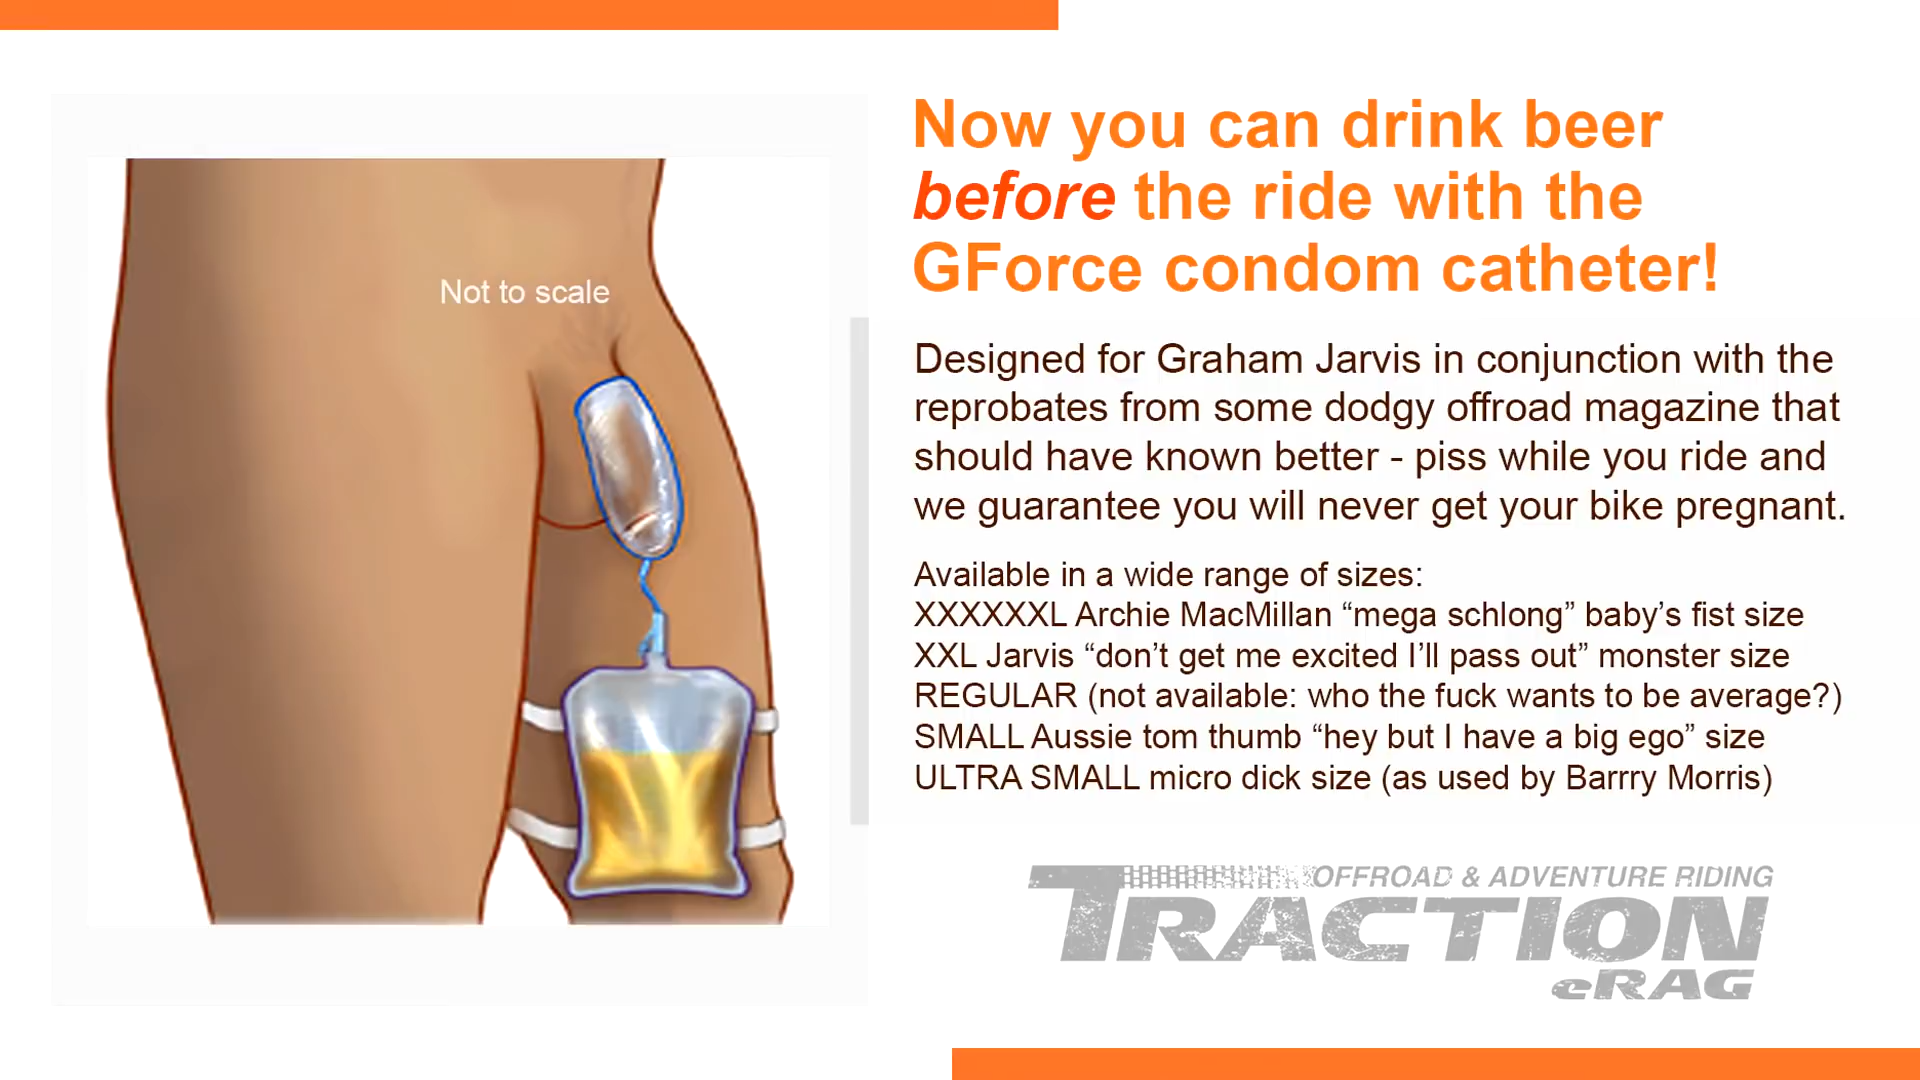 Now you can drink beer
before the ride with the
GForce condom catheter!
Not to scale
Designed for Graham Jarvis in conjunction with the
reprobates from some dodgy offroad magazine that
should have known better - piss while you ride and
we guarantee you will never get your bike pregnant.
Available in a wide range of sizes:
XXXXXXL Archie MacMillan “mega schlong” baby’s fist size
XXL Jarvis “don’t get me excited I’ll pass out” monster size
REGULAR (not available: who the fuck wants to be average?)
SMALL Aussie tom thumb “hey but I have a big ego” size
ULTRA SMALL micro dick size (as used by Barrry Morris)
OFFROAD & ADVENTURE RIDING
TRACTION
eRAG